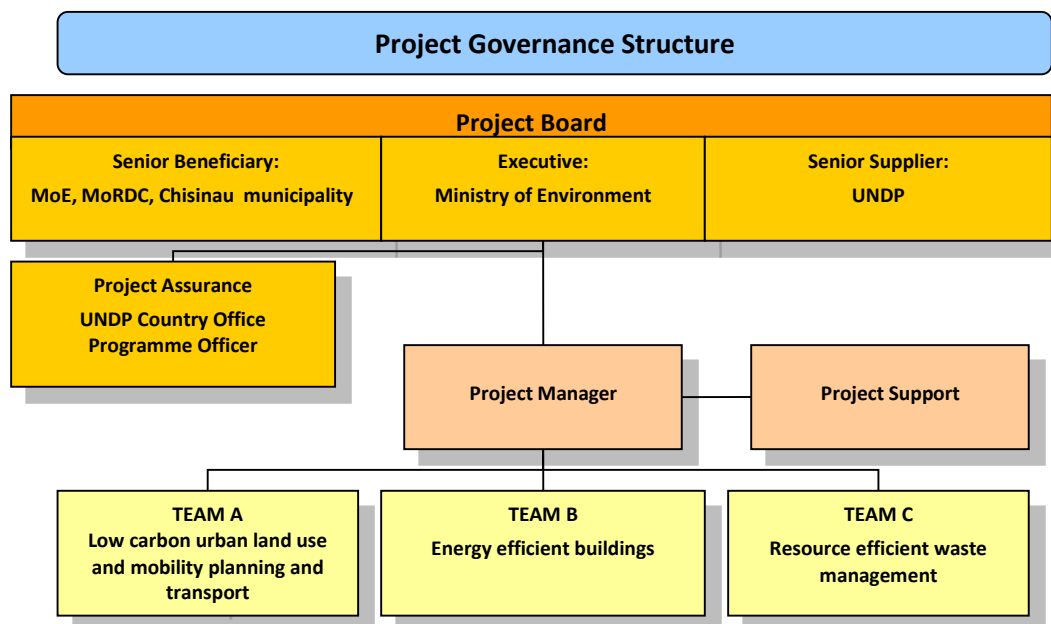 Project Governance Structure
Project Board
Senior Beneficiary:
MoE, MoRDC, Chisinau municipality
Executive:
Ministry of Environment
Senior Supplier:
UNDP
Project Assurance
UNDP Country Office
Programme Officer
Project Manager
Project Support
TEAM A
Low carbon urban land use
and mobility planning and
transport
TEAM B
Energy efficient buildings
TEAM C
Resource efficient waste
management